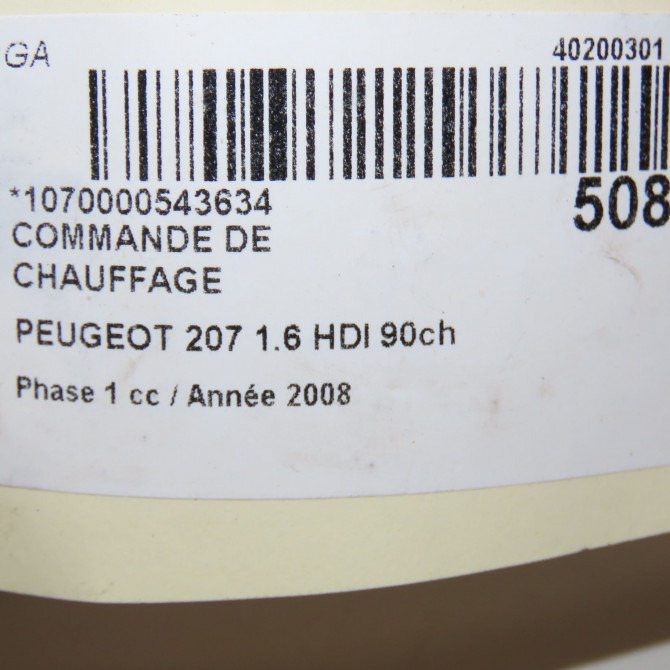 GA
40200301
*1070000543634
508
COMMANDE DE
CHAUFFAGE
PEUGEOT 207 1.6 HDI 90ch
Phase 1 cc / Année 2008